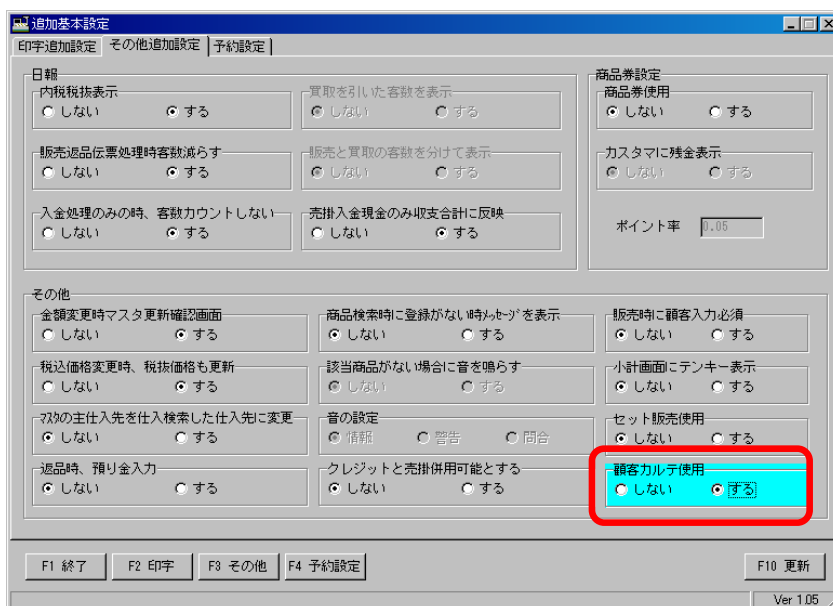 追加基本設定
印字追加設定 その他追加設定 予約設定
日報
内税税抜表示
しない する
買取を引いた客数を表示
しない する
販売返品伝票処理時客数減らす
しない する
販売と買取の客数を分けて表示
しない する
入金処理のみの時、客数カウントしない
しない する
売掛入金現金のみ収支合計に反映
しない する
商品券設定
商品券使用
しない する
カスタマに残金表示
しない する
ポイント率 0.05
その他
金額変更時マスタ更新確認画面
しない する
商品検索時に登録がない時ﾒｯｾｰｼﾞを表示
しない する
販売時に顧客入力必須
しない する
税込価格変更時、税抜価格も更新
しない する
該当商品がない場合に音を鳴らす
しない する
小計画面にテンキー表示
しない する
ﾏｽﾀの主仕入先を仕入検索した仕入先に変更
しない する
音の設定
情報 警告 問合
セット販売使用
しない する
返品時、預り金入力
しない する
クレジットと売掛併用可能とする
しない する
顧客カルテ使用
しない する
F1 終了 F2 印字 F3 その他 F4 予約設定 F10 更新
Ver 1.05